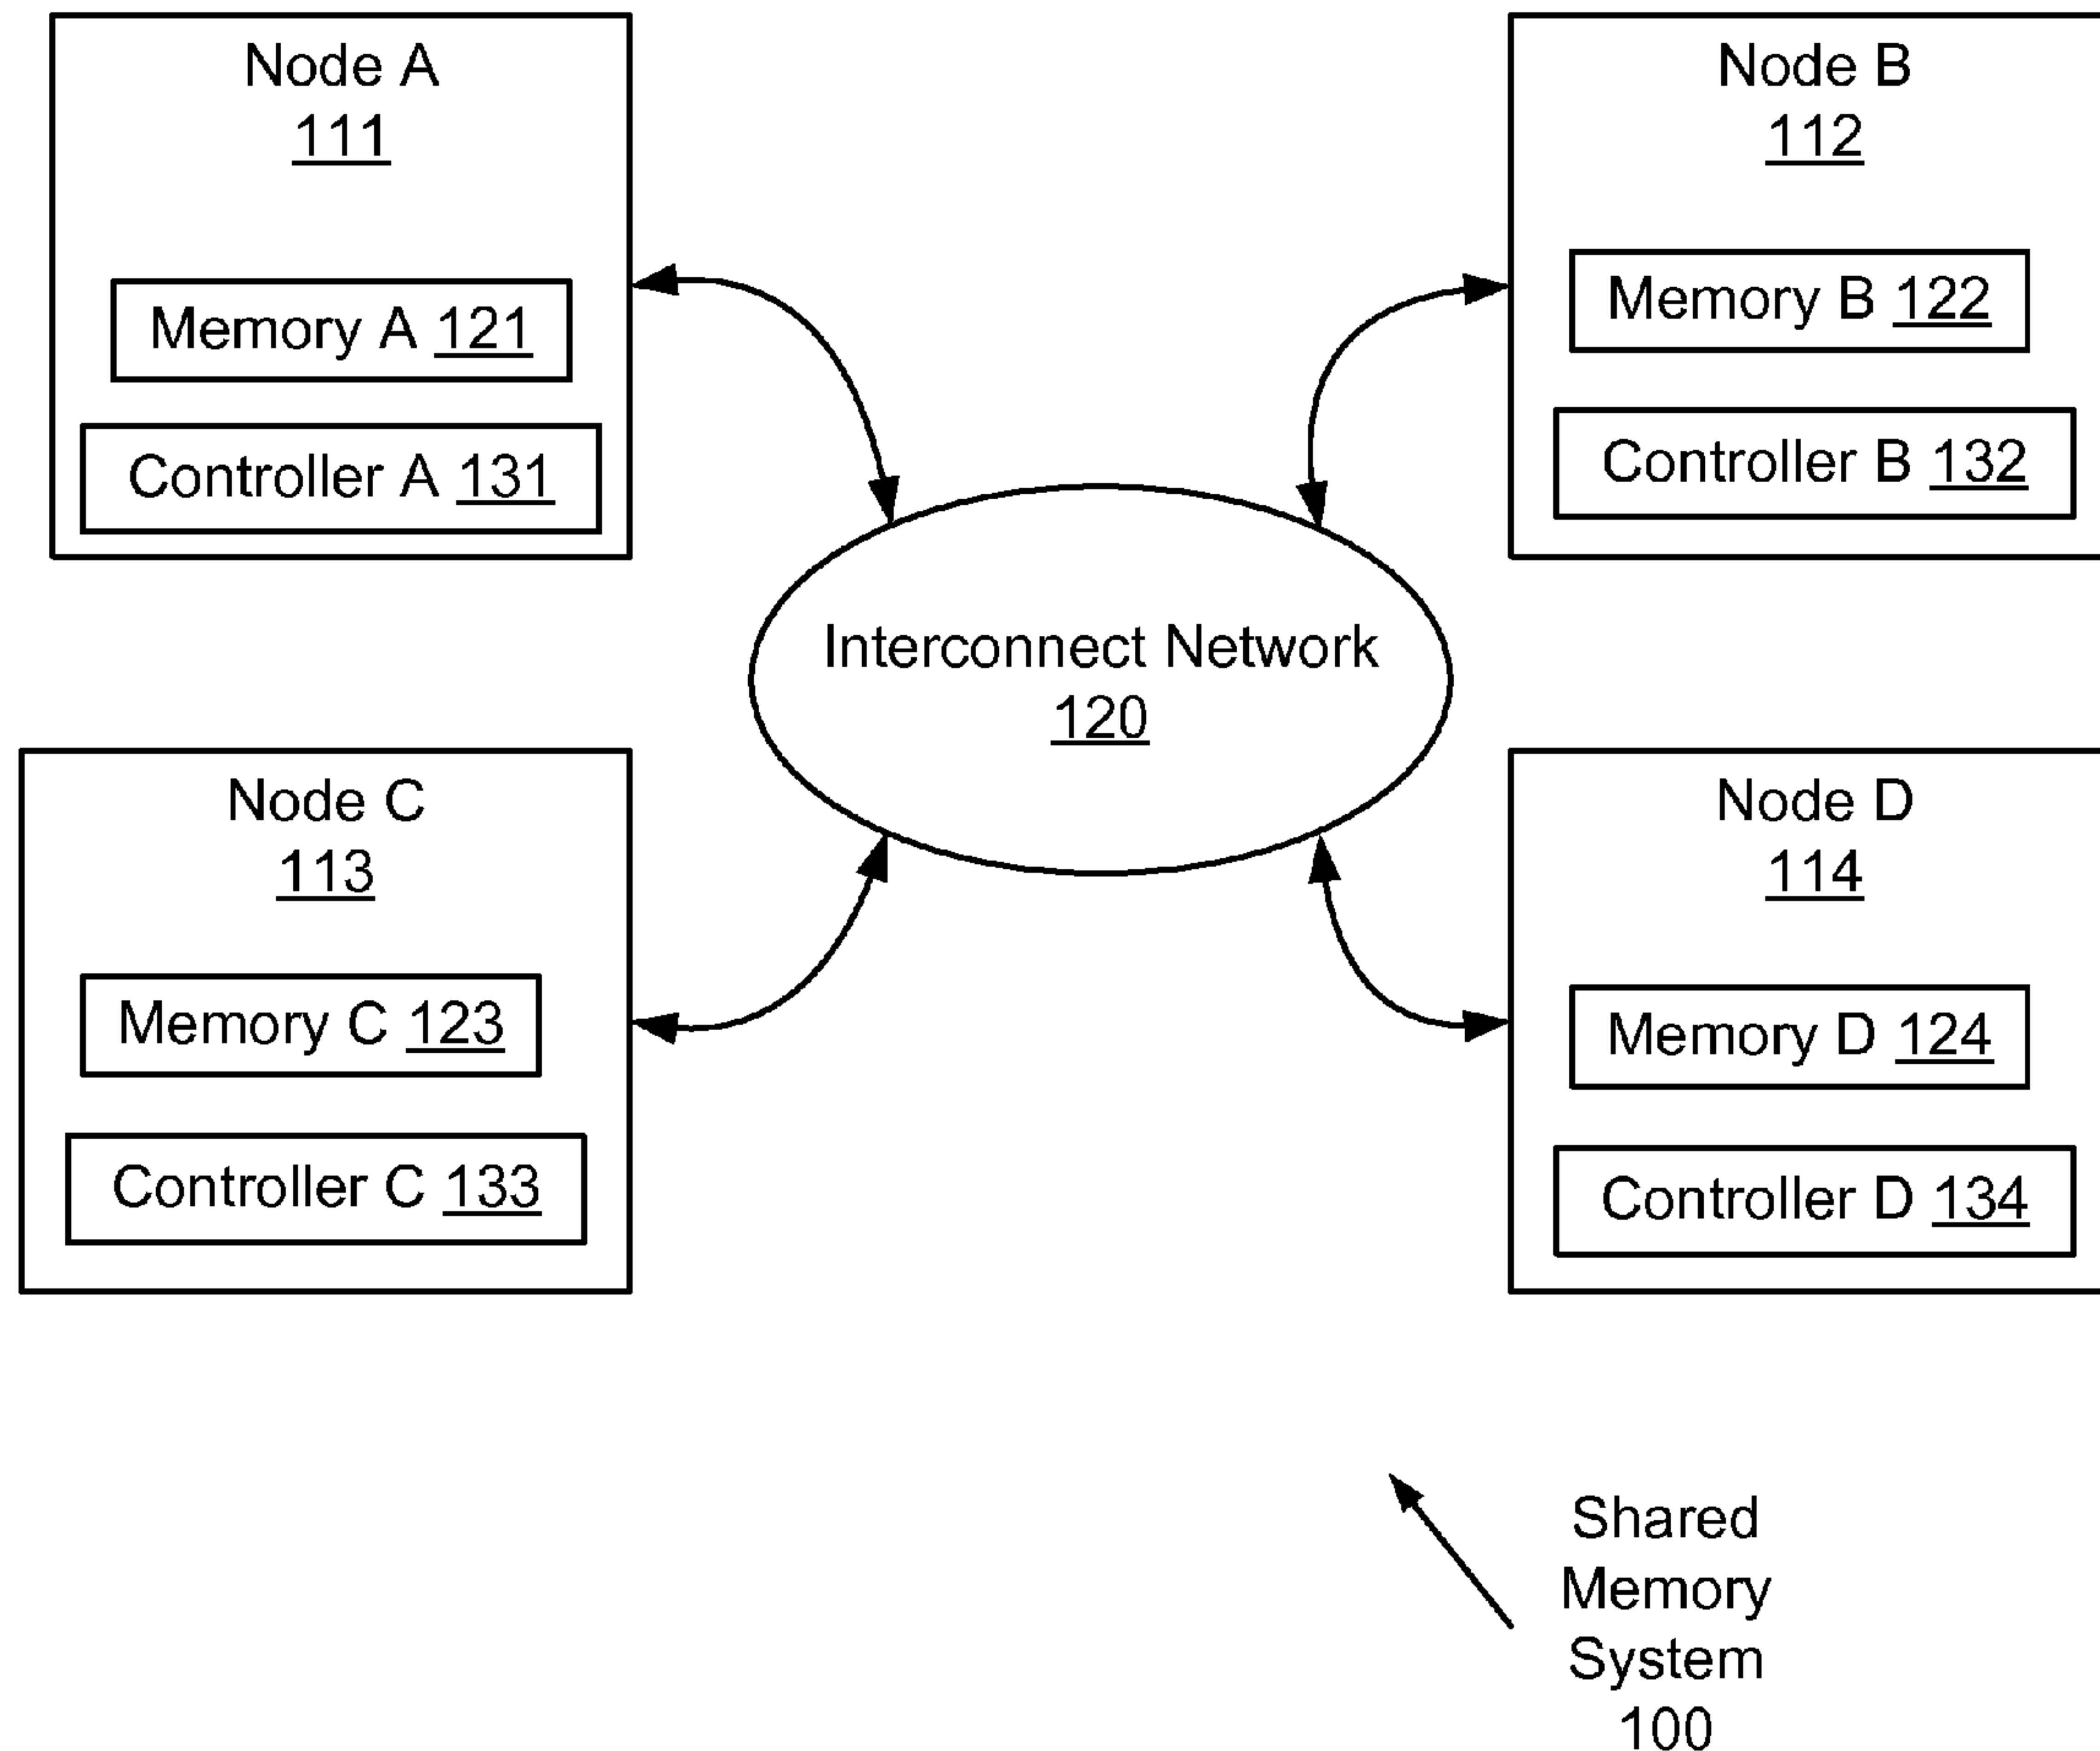 Node A
111
Memory A 121
Controller A 131
Node B
112
Memory B 122
Controller B 132
Interconnect Network
120
Node C
113
Memory C 123
Controller C 133
Node D
114
Memory D 124
Controller D 134
Shared
Memory
System
100